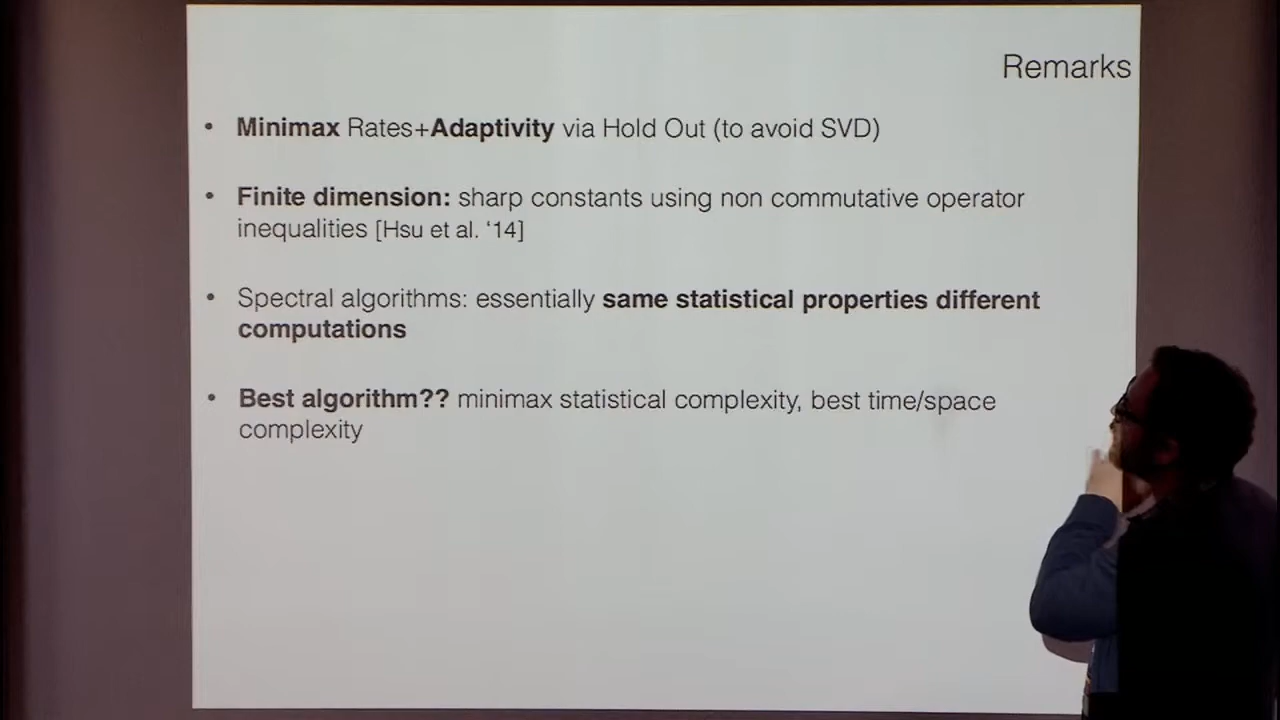 Remarks
• Minimax Rates+Adaptivity via Hold Out (to avoid SVD)
• Finite dimension: sharp constants using non commutative operator
inequalities [Hsu et al. ‘14]
• Spectral algorithms: essentially same statistical properties different
computations
• Best algorithm?? minimax statistical complexity, best time/space
complexity